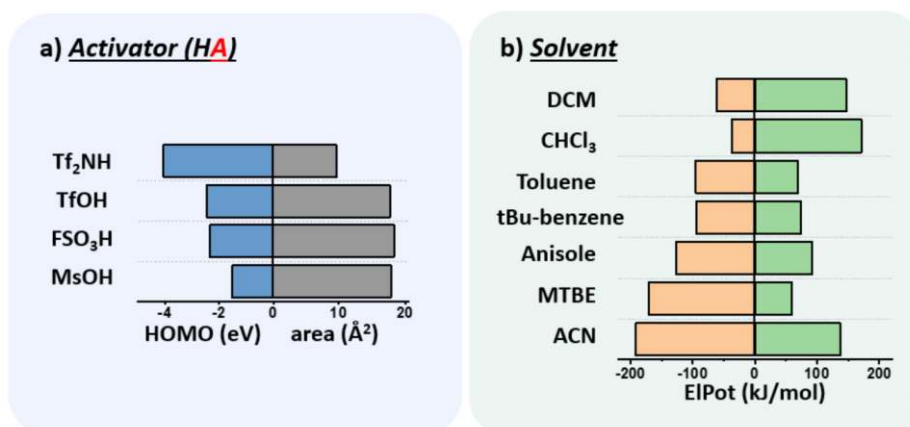 a) Activator (HA)
Tf₂NH
TfOH
FSO₃H
MsOH
-4 -2 0 10 20
HOMO (eV) area (Å²)
b) Solvent
DCM
CHCl₃
Toluene
tBu-benzene
Anisole
MTBE
ACN
-200 -100 0 100 200
ElPot (kJ/mol)